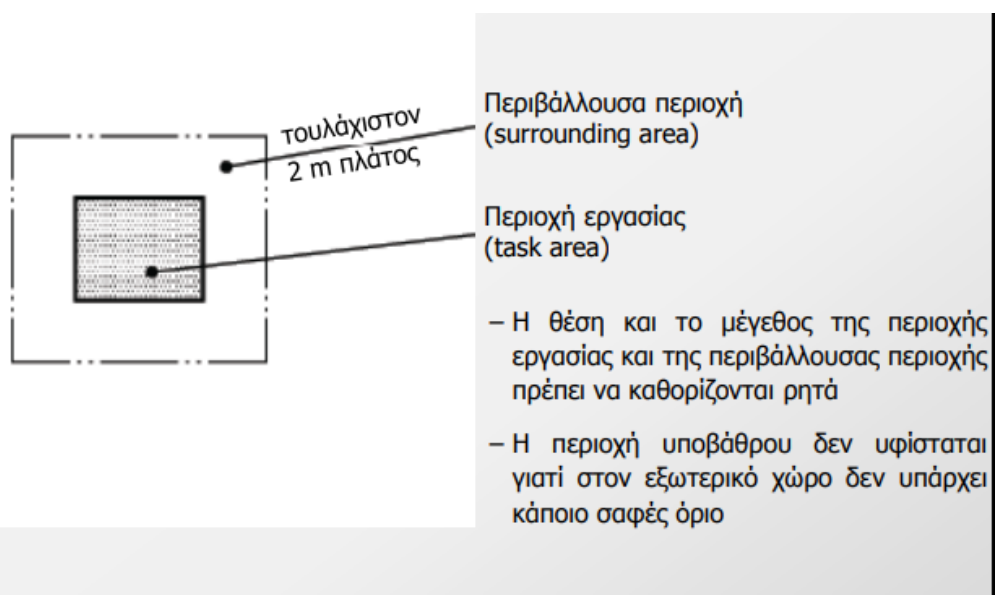 τουλάχιστον
2 m πλάτος
Περιβάλλουσα περιοχή
(surrounding area)
Περιοχή εργασίας
(task area)
– Η θέση και το μέγεθος της περιοχής
εργασίας και της περιβάλλουσας περιοχής
πρέπει να καθορίζονται ρητά
– Η περιοχή υποβάθρου δεν υφίσταται
γιατί στον εξωτερικό χώρο δεν υπάρχει
κάποιο σαφές όριο